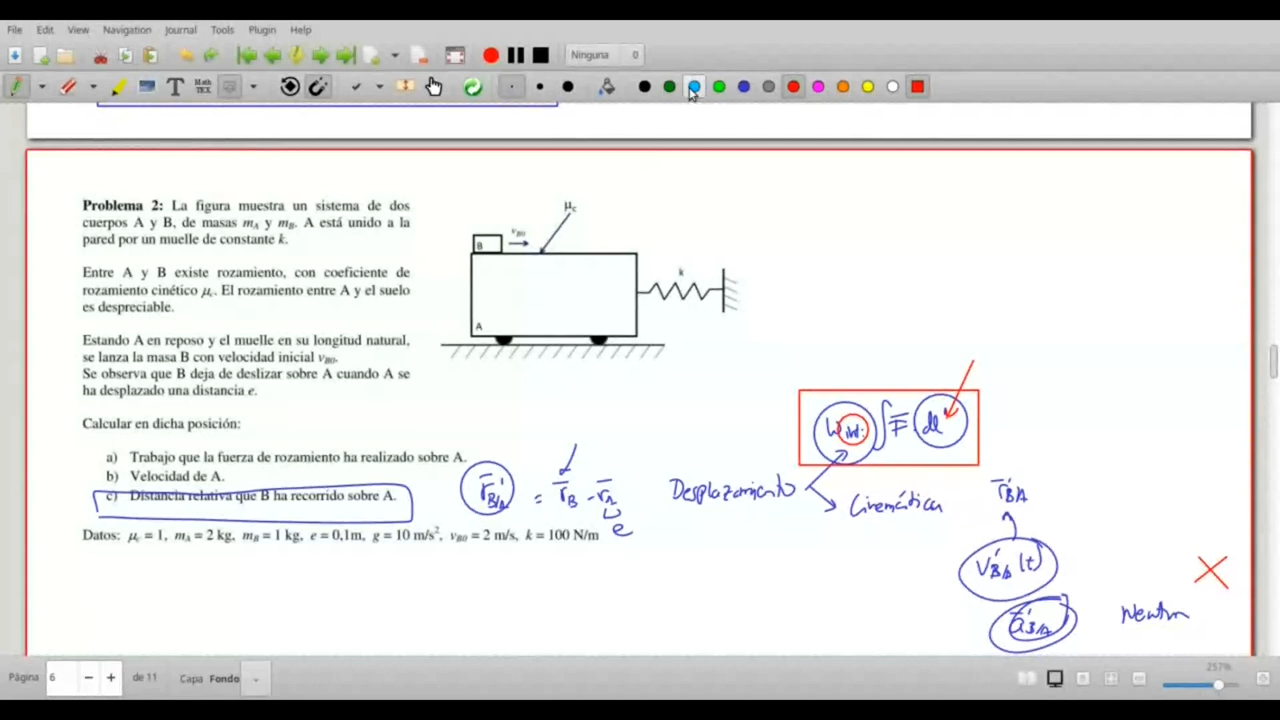 File Edit View Navigation Journal Tools Plugin Help
Ninguna 0
T Math TEX
Problema 2: La figura muestra un sistema de dos
cuerpos A y B, de masas mA y mB. A está unido a la
pared por un muelle de constante k.
Entre A y B existe rozamiento, con coeficiente de
rozamiento cinético μc. El rozamiento entre A y el suelo
es despreciable.
Estando A en reposo y el muelle en su longitud natural,
se lanza la masa B con velocidad inicial vB0.
Se observa que B deja de deslizar sobre A cuando A se
ha desplazado una distancia e.
Calcular en dicha posición:
a) Trabajo que la fuerza de rozamiento ha realizado sobre A.
b) Velocidad de A.
c) Distancia relativa que B ha recorrido sobre A.
Datos: μc = 1, mA = 2 kg, mB = 1 kg, e = 0,1m, g = 10 m/s², vB0 = 2 m/s, k = 100 N/m
μc
vB0
B
k
A
∫ F̄ · dr̄
r̄'B/A = r̄B - r̄A
e
Desplazamiento
Cinemática
r̄'B/A
V'B/A (t)
ā'B/A
Newton
Página 6 de 11 Capa Fondo
257%